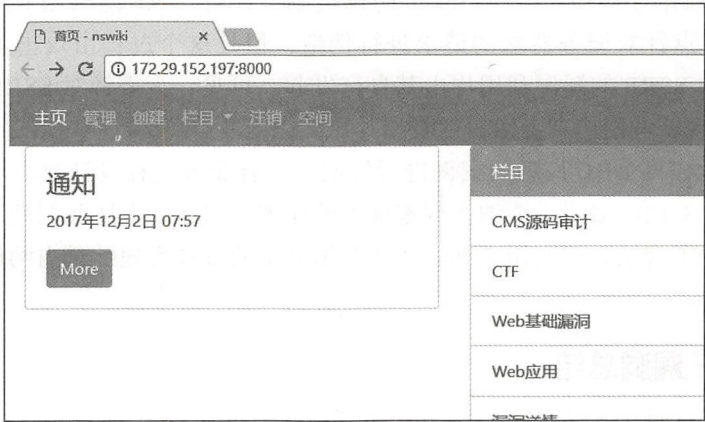 首页 - nswiki
172.29.152.197:8000
主页 管理 创建 栏目 注销 空间
通知
2017年12月2日 07:57
More
栏目
CMS源码审计
CTF
Web基础漏洞
Web应用